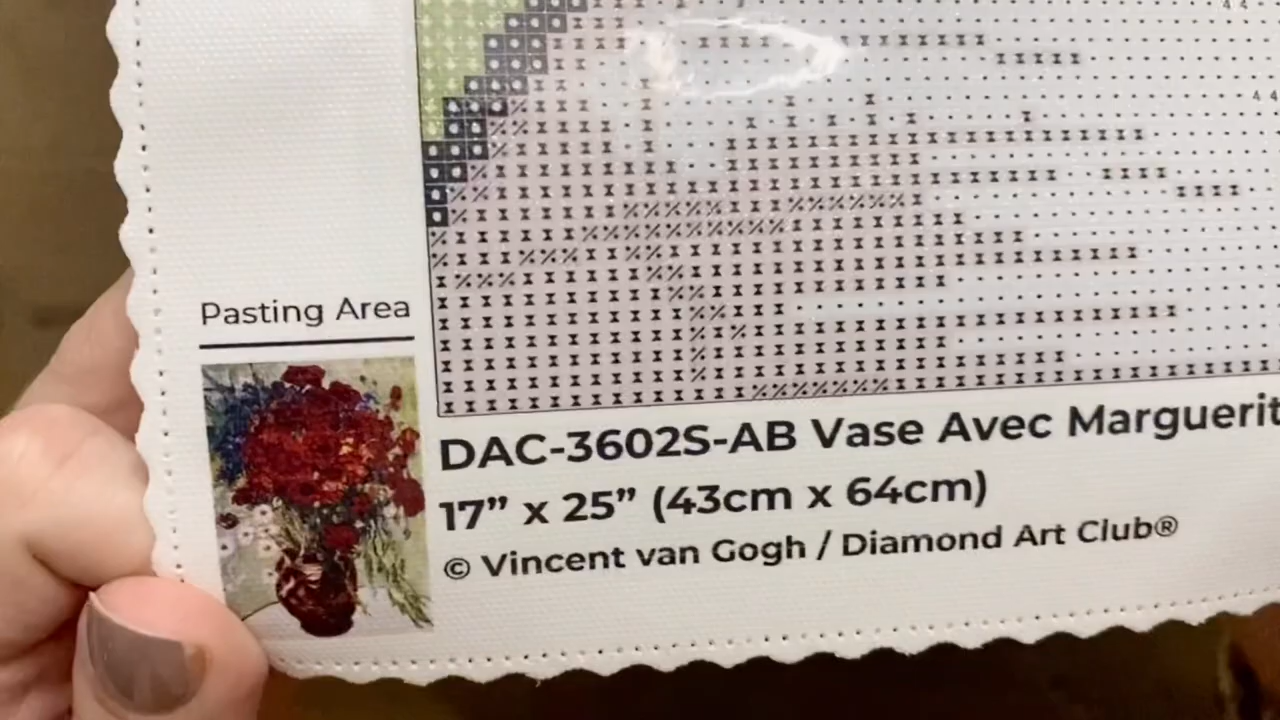 Pasting Area
DAC-3602S-AB Vase Avec Marguerit
17” x 25” (43cm x 64cm)
© Vincent van Gogh / Diamond Art Club®